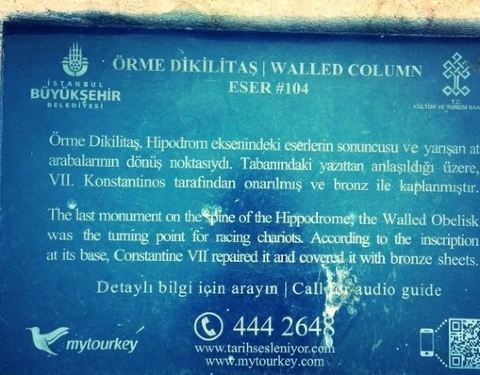 İSTANBUL
BÜYÜKŞEHİR
BELEDİYESİ
ÖRME DİKİLİTAŞ | WALLED COLUMN
ESER #104
T.C.
KÜLTÜR VE TURİZM
Örme Dikilitaş, Hipodrom eksenindeki eserlerin sonuncusu ve yarışan at
arabalarının dönüş noktasıydı. Tabanındaki yazıttan anlaşıldığı üzere,
VII. Konstantinos tarafından onarılmış ve bronz ile kaplanmıştır.
The last monument on the spine of the Hippodrome, the Walled Obelisk
was the turning point for racing chariots. According to the inscription
at its base, Constantine VII repaired it and covered it with bronze sheets.
Detaylı bilgi için arayın | Call for audio guide
444 2648
mytourkey
www.tarihsesleniyor.com
www.mytourkey.com